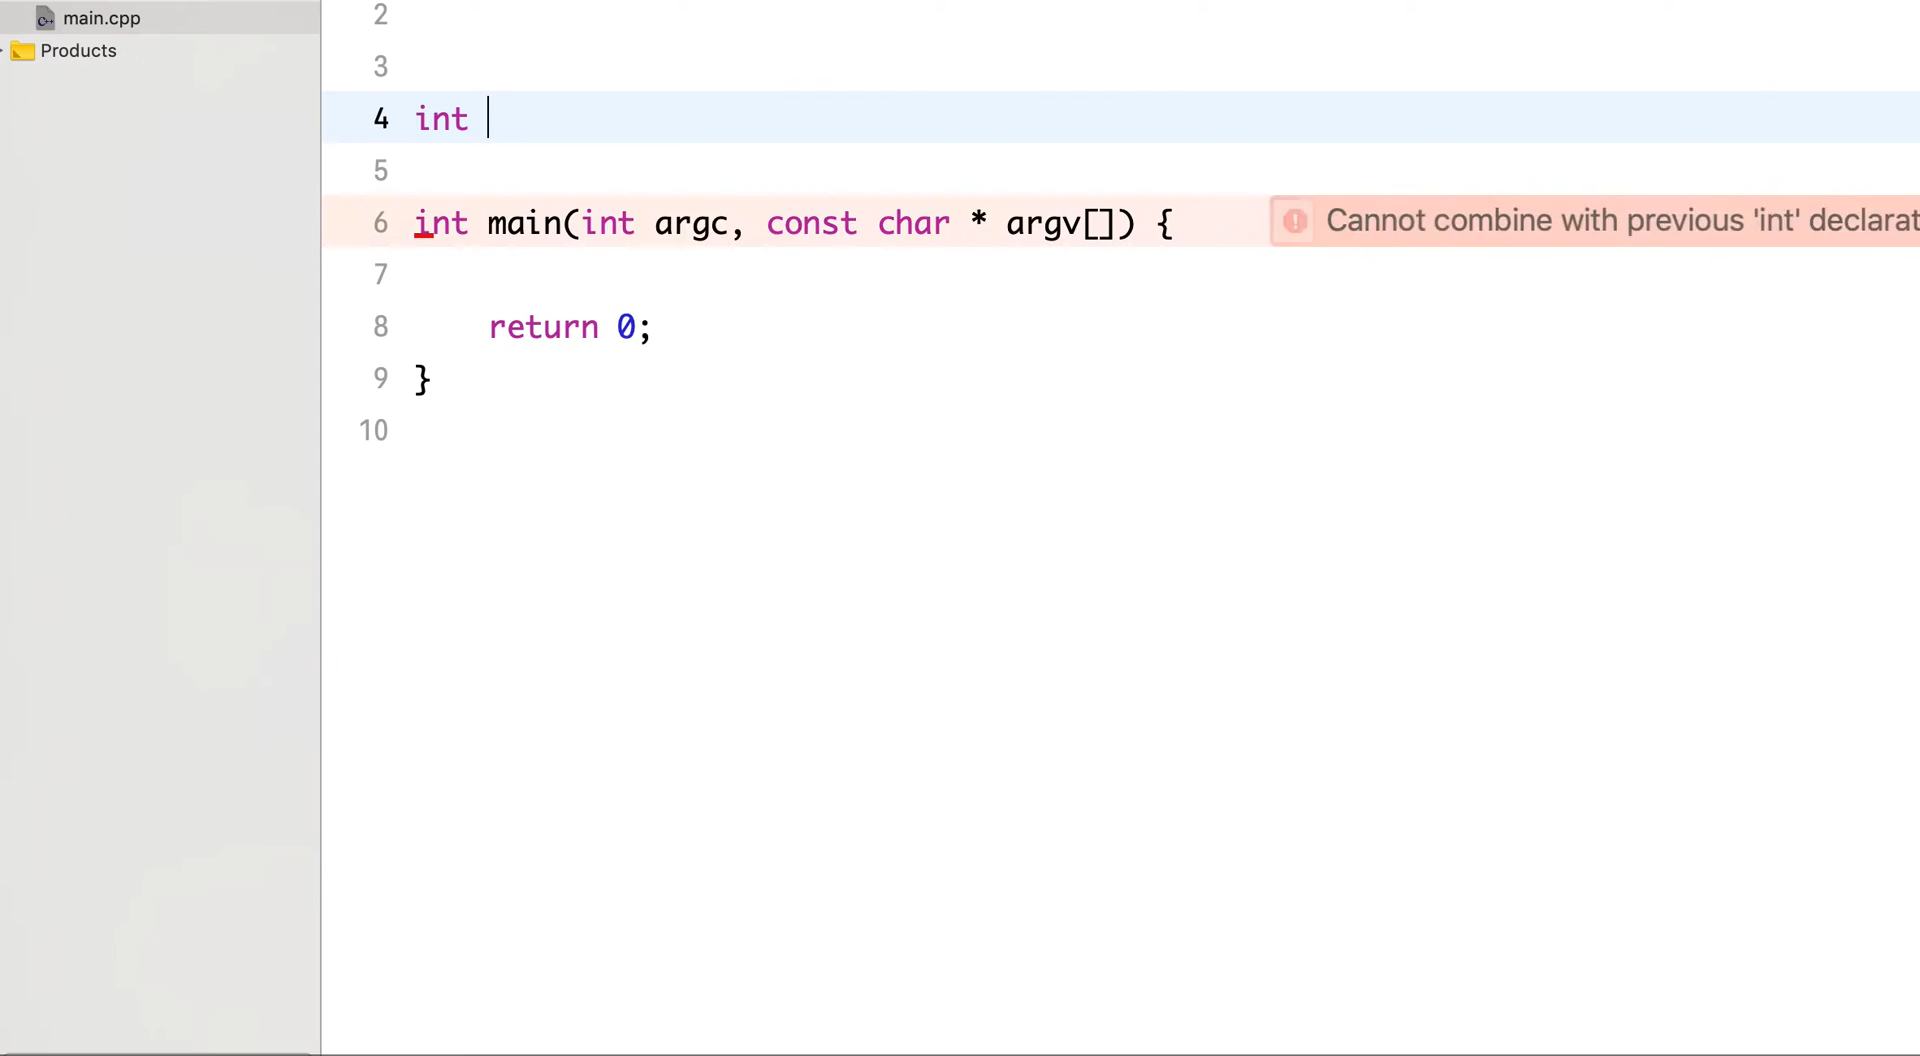 main.cpp
Products
2
3
4 int
5
6 int main(int argc, const char * argv[]) { Cannot combine with previous 'int' declarat
7
8 return 0;
9 }
10